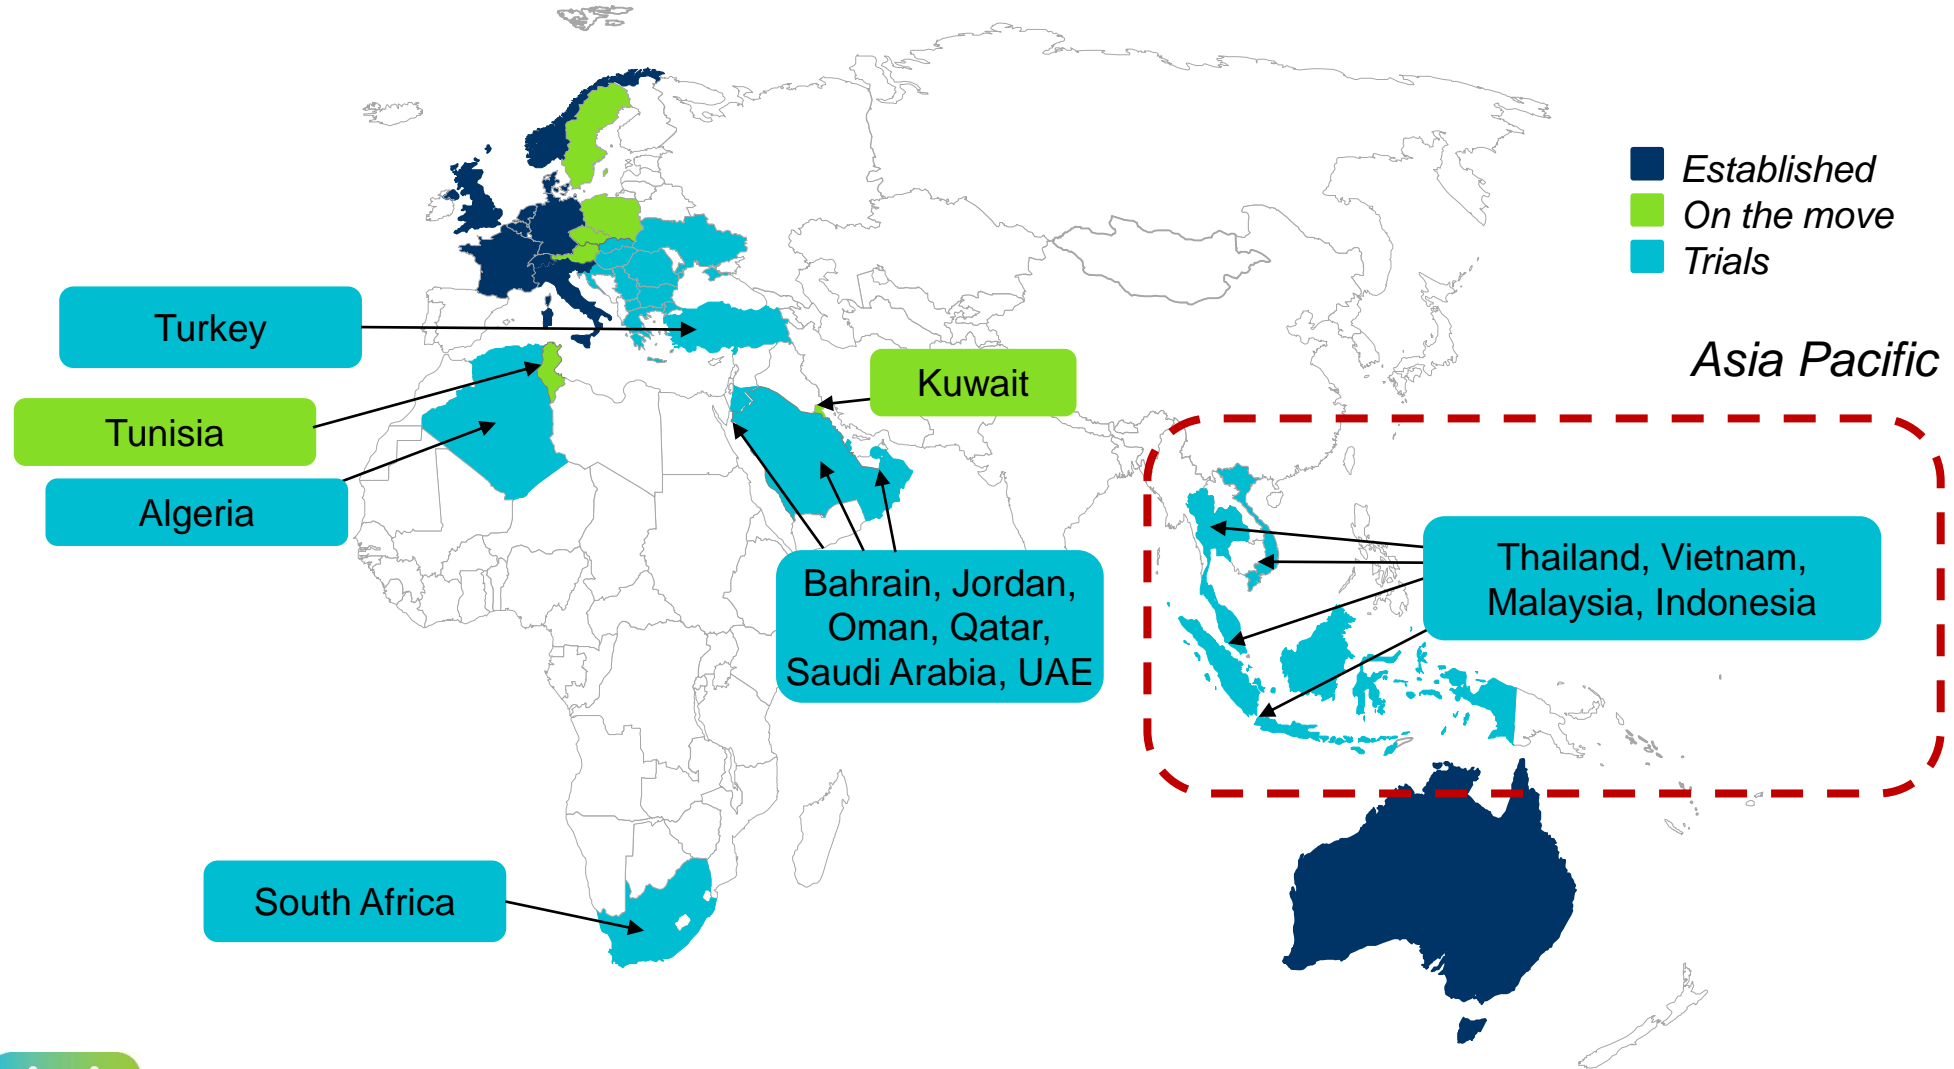 Established
On the move
Trials
Asia Pacific
Turkey
Kuwait
Tunisia
Algeria
Bahrain, Jordan,
Oman, Qatar,
Saudi Arabia, UAE
Thailand, Vietnam,
Malaysia, Indonesia
South Africa